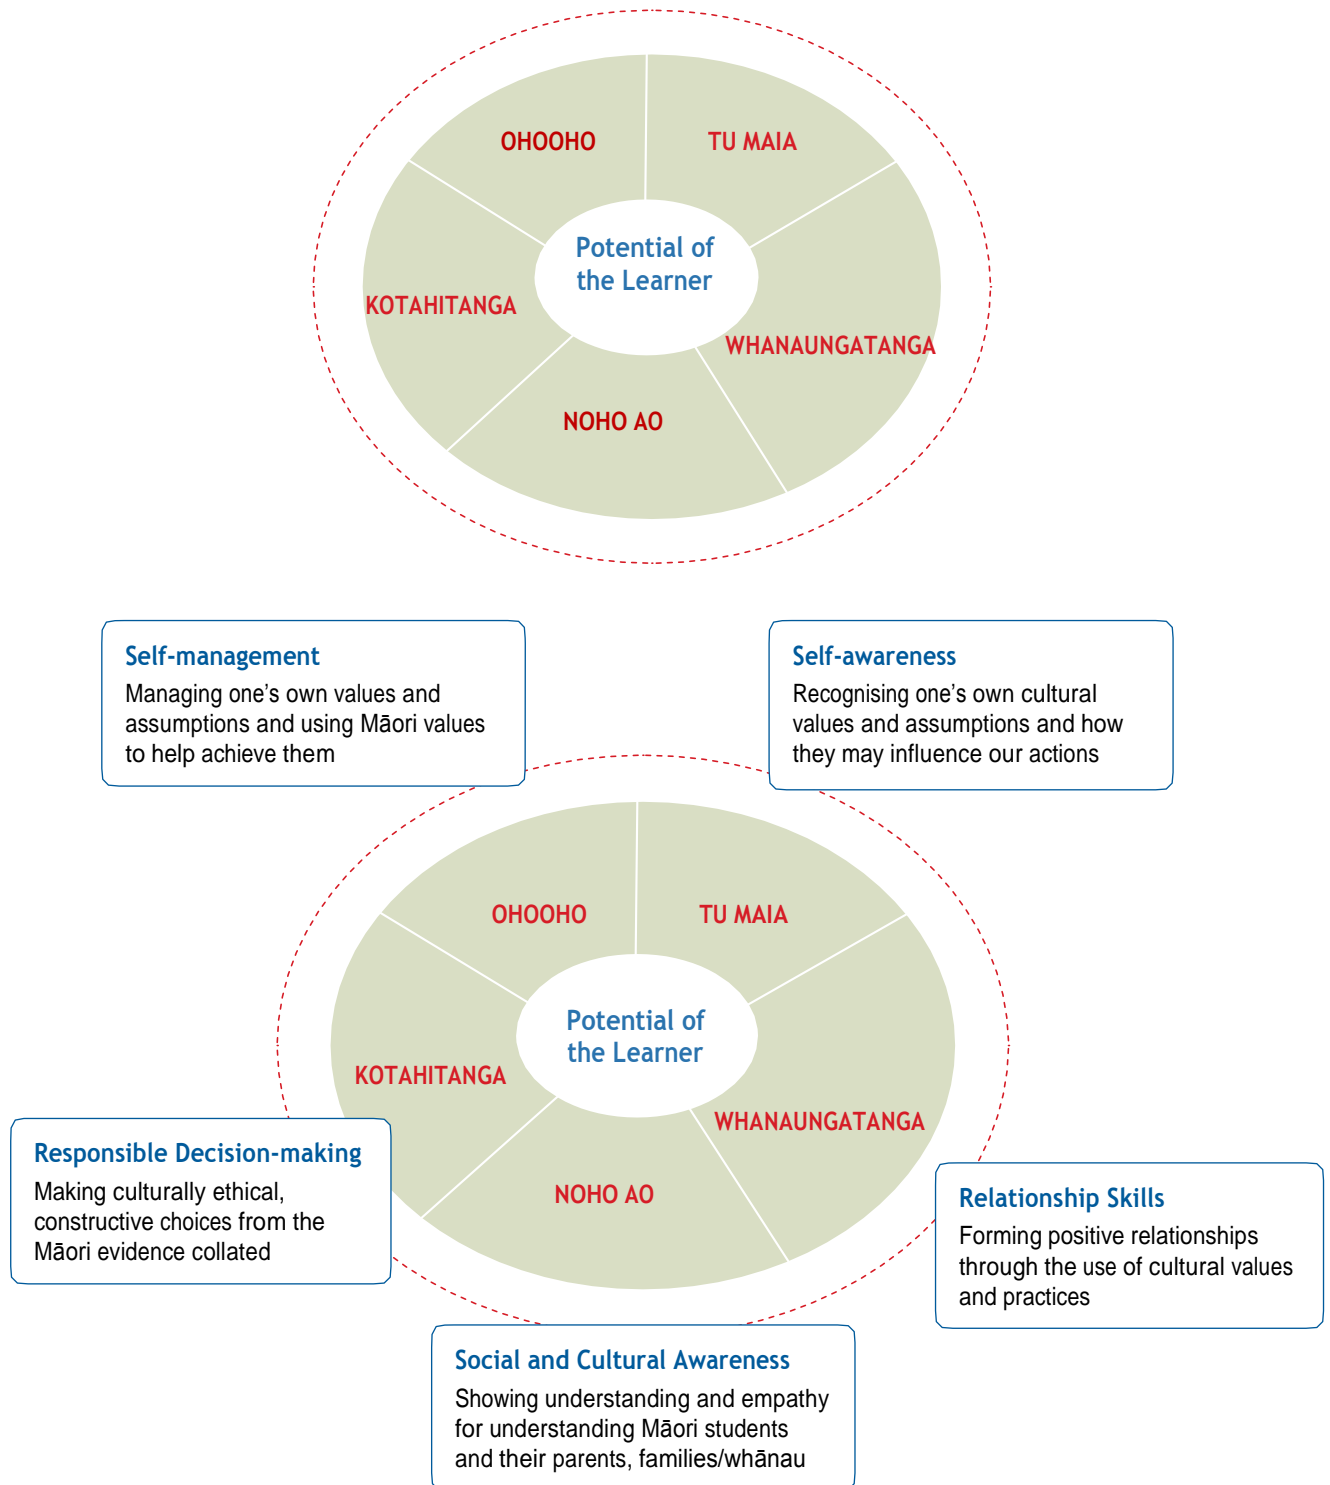 OHOOHO
TU MAIA
Potential of
the Learner
KOTAHITANGA
WHANAUNGATANGA
NOHO AO
Self-management
Managing one’s own values and
assumptions and using Māori values
to help achieve them
Self-awareness
Recognising one’s own cultural
values and assumptions and how
they may influence our actions
OHOOHO
TU MAIA
Potential of
the Learner
KOTAHITANGA
WHANAUNGATANGA
NOHO AO
Responsible Decision-making
Making culturally ethical,
constructive choices from the
Māori evidence collated
Relationship Skills
Forming positive relationships
through the use of cultural values
and practices
Social and Cultural Awareness
Showing understanding and empathy
for understanding Māori students
and their parents, families/whānau